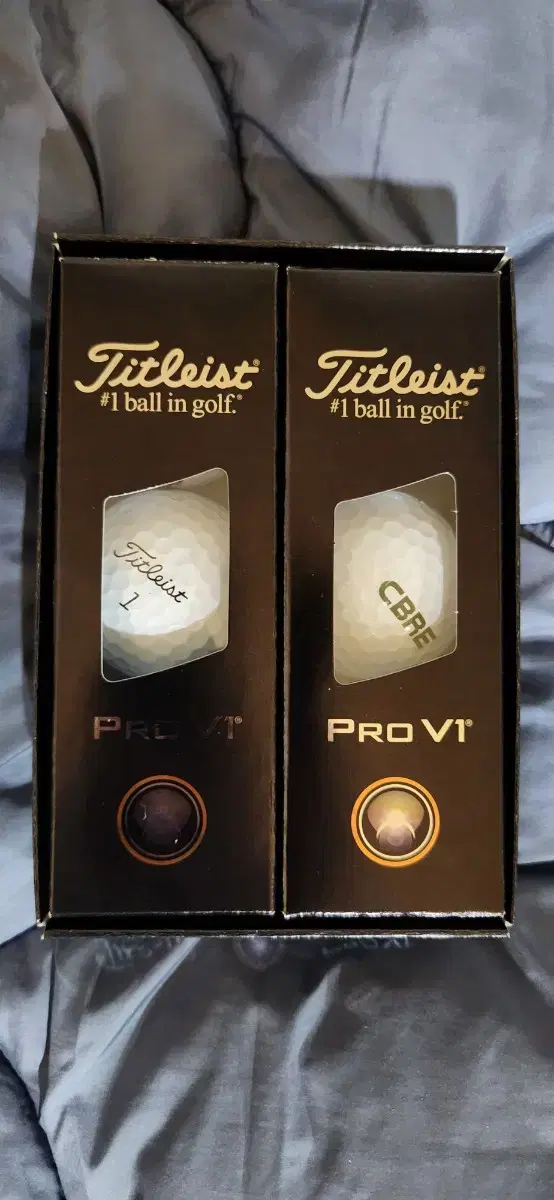 Titleist®
#1 ball in golf.®
Titleist
1
PRO V1®
Titleist®
#1 ball in golf.®
CBRE
PRO V1®